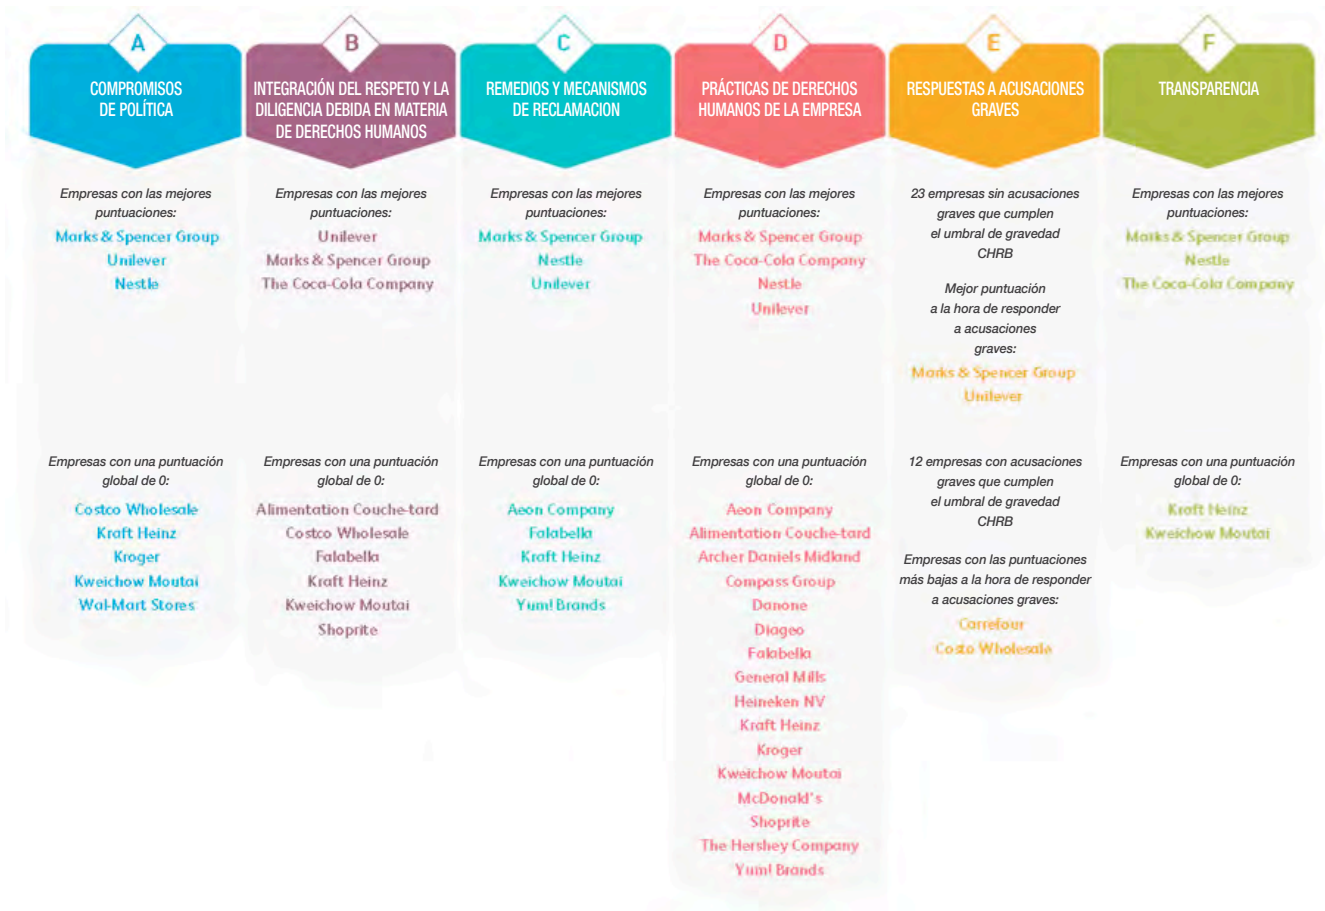 A
COMPROMISOS
DE POLÍTICA
Empresas con las mejores
puntuaciones:
Marks & Spencer Group
Unilever
Nestle
Empresas con una puntuación
global de 0:
Costco Wholesale
Kraft Heinz
Kroger
Kweichow Moutai
Wal-Mart Stores
B
INTEGRACIÓN DEL RESPETO Y LA
DILIGENCIA DEBIDA EN MATERIA
DE DERECHOS HUMANOS
Empresas con las mejores
puntuaciones:
Unilever
Marks & Spencer Group
The Coca-Cola Company
Empresas con una puntuación
global de 0:
Alimentation Couche-tard
Costco Wholesale
Falabella
Kraft Heinz
Kweichow Moutai
Shoprite
C
REMEDIOS Y MECANISMOS
DE RECLAMACION
Empresas con las mejores
puntuaciones:
Marks & Spencer Group
Nestle
Unilever
Empresas con una puntuación
global de 0:
Aeon Company
Falabella
Kraft Heinz
Kweichow Moutai
Yum! Brands
D
PRÁCTICAS DE DERECHOS
HUMANOS DE LA EMPRESA
Empresas con las mejores
puntuaciones:
Marks & Spencer Group
The Coca-Cola Company
Nestle
Unilever
Empresas con una puntuación
global de 0:
Aeon Company
Alimentation Couche-tard
Archer Daniels Midland
Compass Group
Danone
Diageo
Falabella
General Mills
Heineken NV
Kraft Heinz
Kroger
Kweichow Moutai
McDonald's
Shoprite
The Hershey Company
Yum! Brands
E
RESPUESTAS A ACUSACIONES
GRAVES
23 empresas sin acusaciones
graves que cumplen
el umbral de gravedad
CHRB
Mejor puntuación
a la hora de responder
a acusaciones
graves:
Marks & Spencer Group
Unilever
12 empresas con acusaciones
graves que cumplen
el umbral de gravedad
CHRB
Empresas con las puntuaciones
más bajas a la hora de responder
a acusaciones graves:
Carrefour
Costo Wholesale
F
TRANSPARENCIA
Empresas con las mejores
puntuaciones:
Marks & Spencer Group
Nestle
The Coca-Cola Company
Empresas con una puntuación
global de 0:
Kraft Heinz
Kweichow Moutai